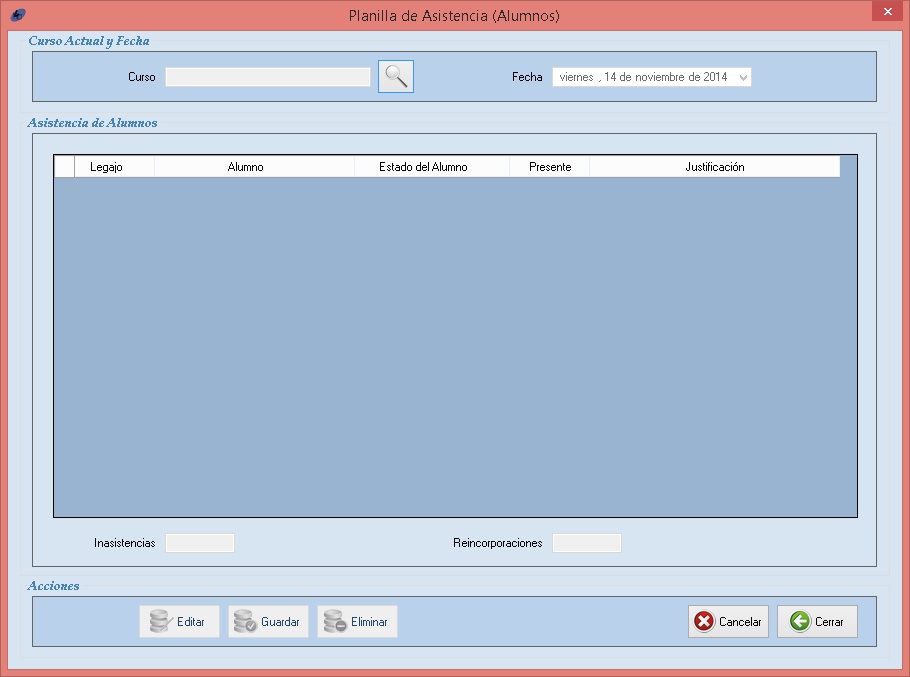 Planilla de Asistencia (Alumnos)
Curso Actual y Fecha
Curso Fecha viernes , 14 de noviembre de 2014
Asistencia de Alumnos
Legajo Alumno Estado del Alumno Presente Justificación
Inasistencias Reincorporaciones
Acciones
Editar Guardar Eliminar Cancelar Cerrar